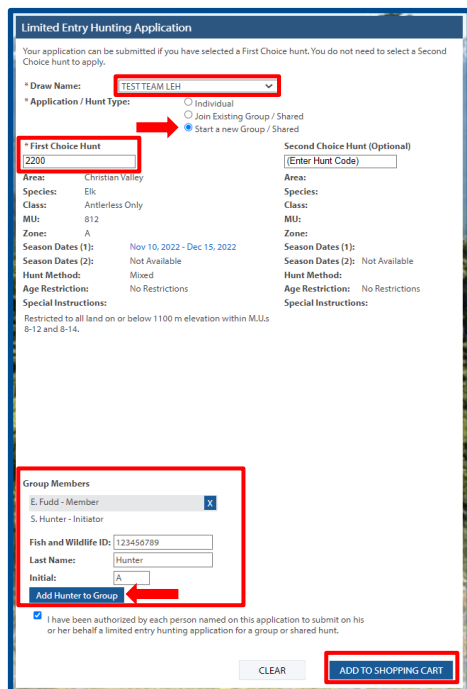 Limited Entry Hunting Application
Your application can be submitted if you have selected a First Choice hunt. You do not need to select a Second
Choice hunt to apply.
* Draw Name: TEST TEAM LEH
* Application / Hunt Type: Individual
Join Existing Group / Shared
Start a new Group / Shared
* First Choice Hunt
2200
Area: Christian Valley
Species: Elk
Class: Antlerless Only
MU: 812
Zone: A
Season Dates (1): Nov 10, 2022 - Dec 15, 2022
Season Dates (2): Not Available
Hunt Method: Mixed
Age Restriction: No Restrictions
Special Instructions:
Restricted to all land on or below 1100 m elevation within M.U.s
8-12 and 8-14.
Second Choice Hunt (Optional)
(Enter Hunt Code)
Area:
Species:
Class:
MU:
Zone:
Season Dates (1):
Season Dates (2): Not Available
Hunt Method:
Age Restriction: No Restrictions
Special Instructions:
Group Members
E. Fudd - Member X
S. Hunter - Initiator
Fish and Wildlife ID: 123456789
Last Name: Hunter
Initial: A
Add Hunter to Group
I have been authorized by each person named on this application to submit on his
or her behalf a limited entry hunting application for a group or shared hunt.
CLEAR ADD TO SHOPPING CART